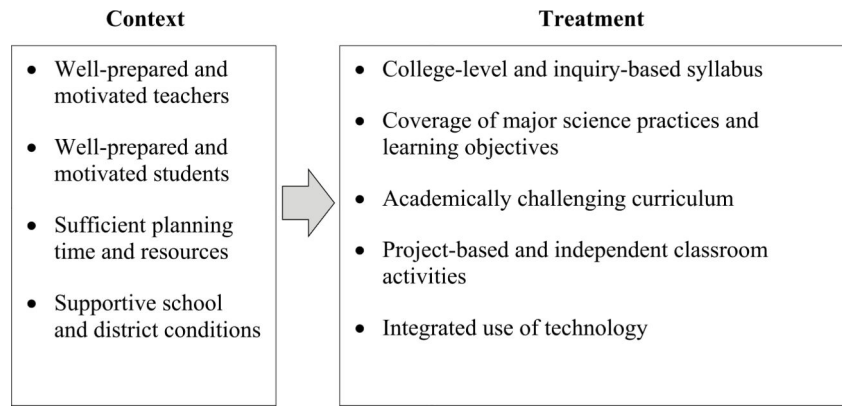 Context
• Well-prepared and
motivated teachers
• Well-prepared and
motivated students
• Sufficient planning
time and resources
• Supportive school
and district conditions
Treatment
• College-level and inquiry-based syllabus
• Coverage of major science practices and
learning objectives
• Academically challenging curriculum
• Project-based and independent classroom
activities
• Integrated use of technology